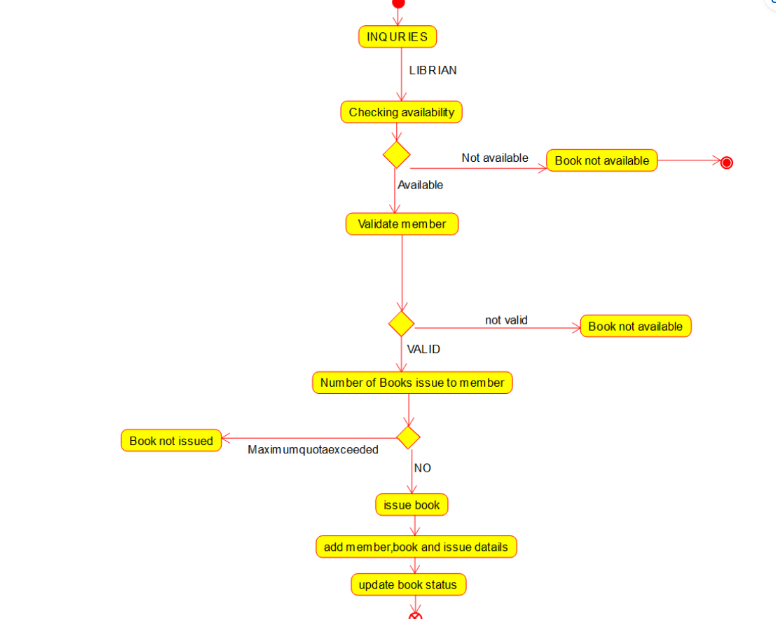 INQURIES
LIBRIAN
Checking availability
Not available
Book not available
Available
Validate member
not valid
Book not available
VALID
Number of Books issue to member
Book not issued
Maximumquotaexceeded
NO
issue book
add member,book and issue datails
update book status